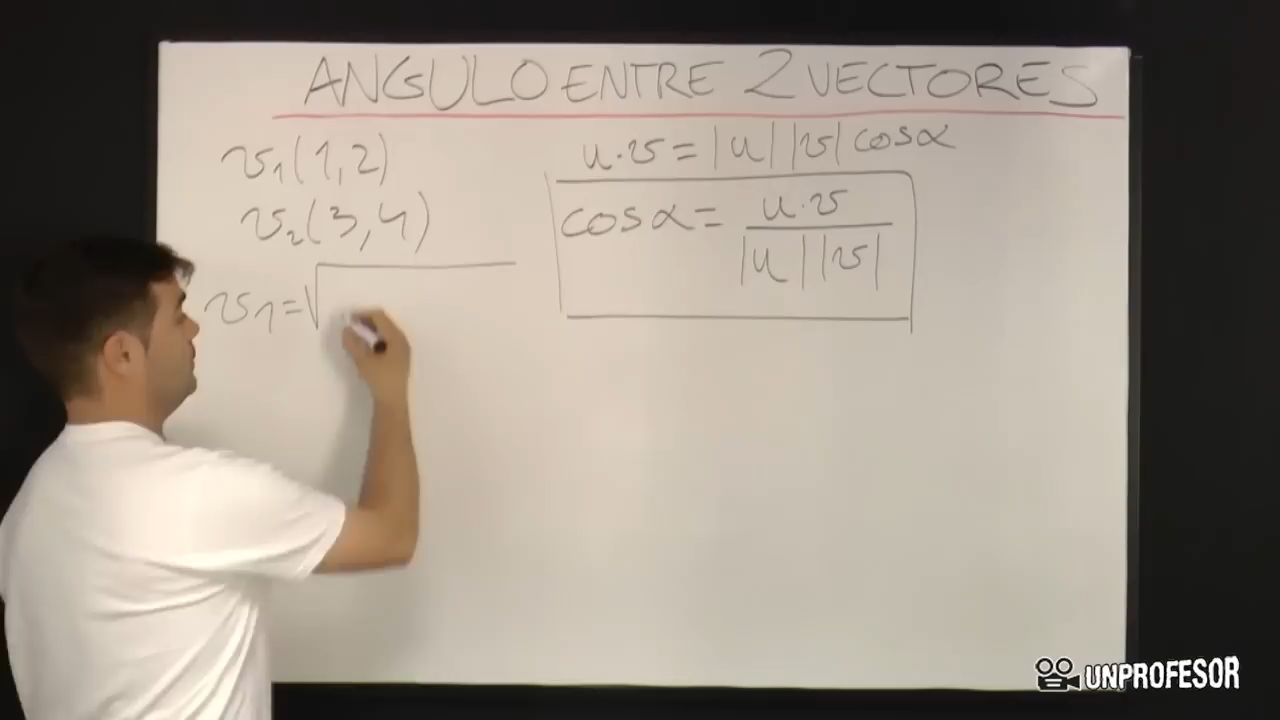 ANGULO ENTRE 2 VECTORES
v₁(1,2)
v₂(3,4)
v₁=√
u·v=|u| |v| cosα
cosα= u·v
|u| |v|
UNPROFESOR